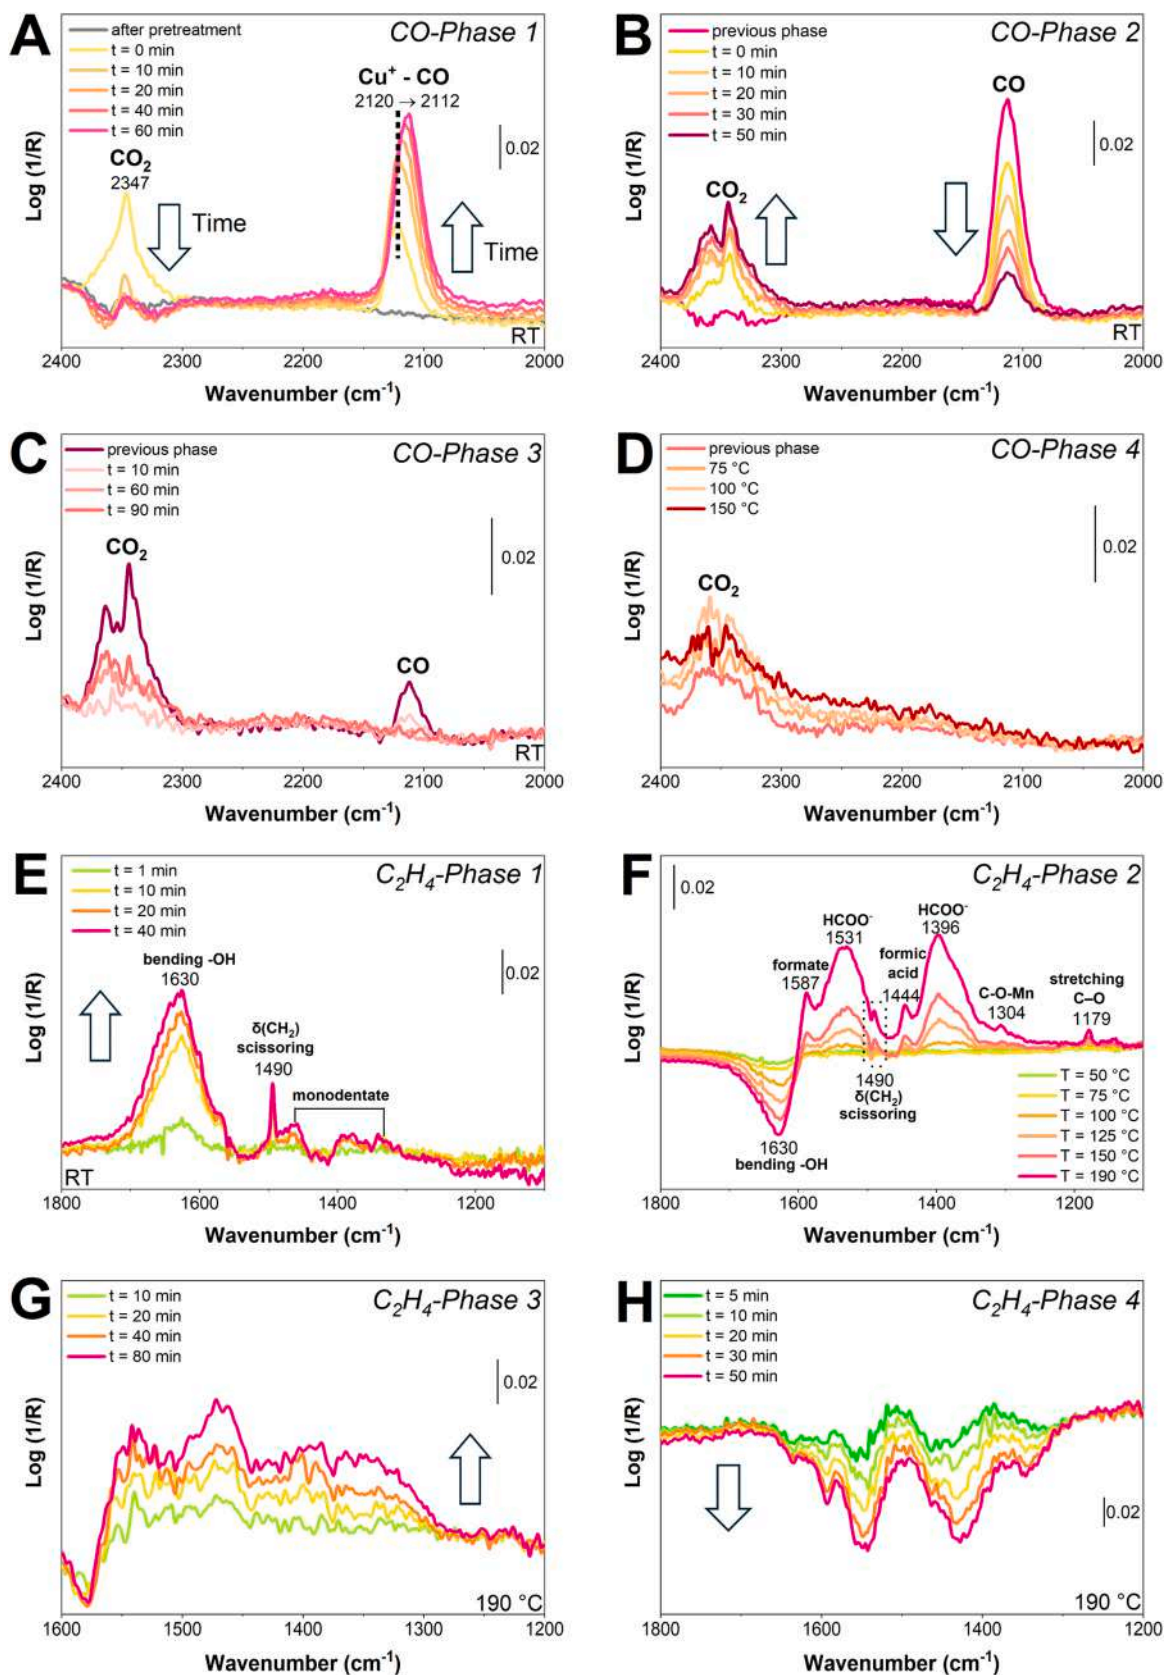 A
CO-Phase 1
after pretreatment
t = 0 min
t = 10 min
t = 20 min
t = 40 min
t = 60 min
Cu⁺ - CO
2120 → 2112
0.02
CO₂
2347
Time
Time
RT
Log (1/R)
2400 2300 2200 2100 2000
Wavenumber (cm⁻¹)
B
CO-Phase 2
previous phase
t = 0 min
t = 10 min
t = 20 min
t = 30 min
t = 50 min
CO
0.02
CO₂
RT
Log (1/R)
2400 2300 2200 2100 2000
Wavenumber (cm⁻¹)
C
CO-Phase 3
previous phase
t = 10 min
t = 60 min
t = 90 min
0.02
CO₂
CO
RT
Log (1/R)
2400 2300 2200 2100 2000
Wavenumber (cm⁻¹)
D
CO-Phase 4
previous phase
75 °C
100 °C
150 °C
0.02
CO₂
Log (1/R)
2400 2300 2200 2100 2000
Wavenumber (cm⁻¹)
E
C₂H₄-Phase 1
t = 1 min
t = 10 min
t = 20 min
t = 40 min
bending -OH
1630
0.02
δ(CH₂)
scissoring
1490
monodentate
RT
Log (1/R)
1800 1600 1400 1200
Wavenumber (cm⁻¹)
F
C₂H₄-Phase 2
0.02
HCOO⁻
1531
HCOO⁻
1396
formate
1587
formic
acid
1444
C-O-Mn
1304
stretching
C–O
1179
1490
δ(CH₂)
scissoring
1630
bending -OH
T = 50 °C
T = 75 °C
T = 100 °C
T = 125 °C
T = 150 °C
T = 190 °C
Log (1/R)
1800 1600 1400 1200
Wavenumber (cm⁻¹)
G
C₂H₄-Phase 3
t = 10 min
t = 20 min
t = 40 min
t = 80 min
0.02
190 °C
Log (1/R)
1600 1500 1400 1300 1200
Wavenumber (cm⁻¹)
H
C₂H₄-Phase 4
t = 5 min
t = 10 min
t = 20 min
t = 30 min
t = 50 min
0.02
190 °C
Log (1/R)
1800 1600 1400 1200
Wavenumber (cm⁻¹)